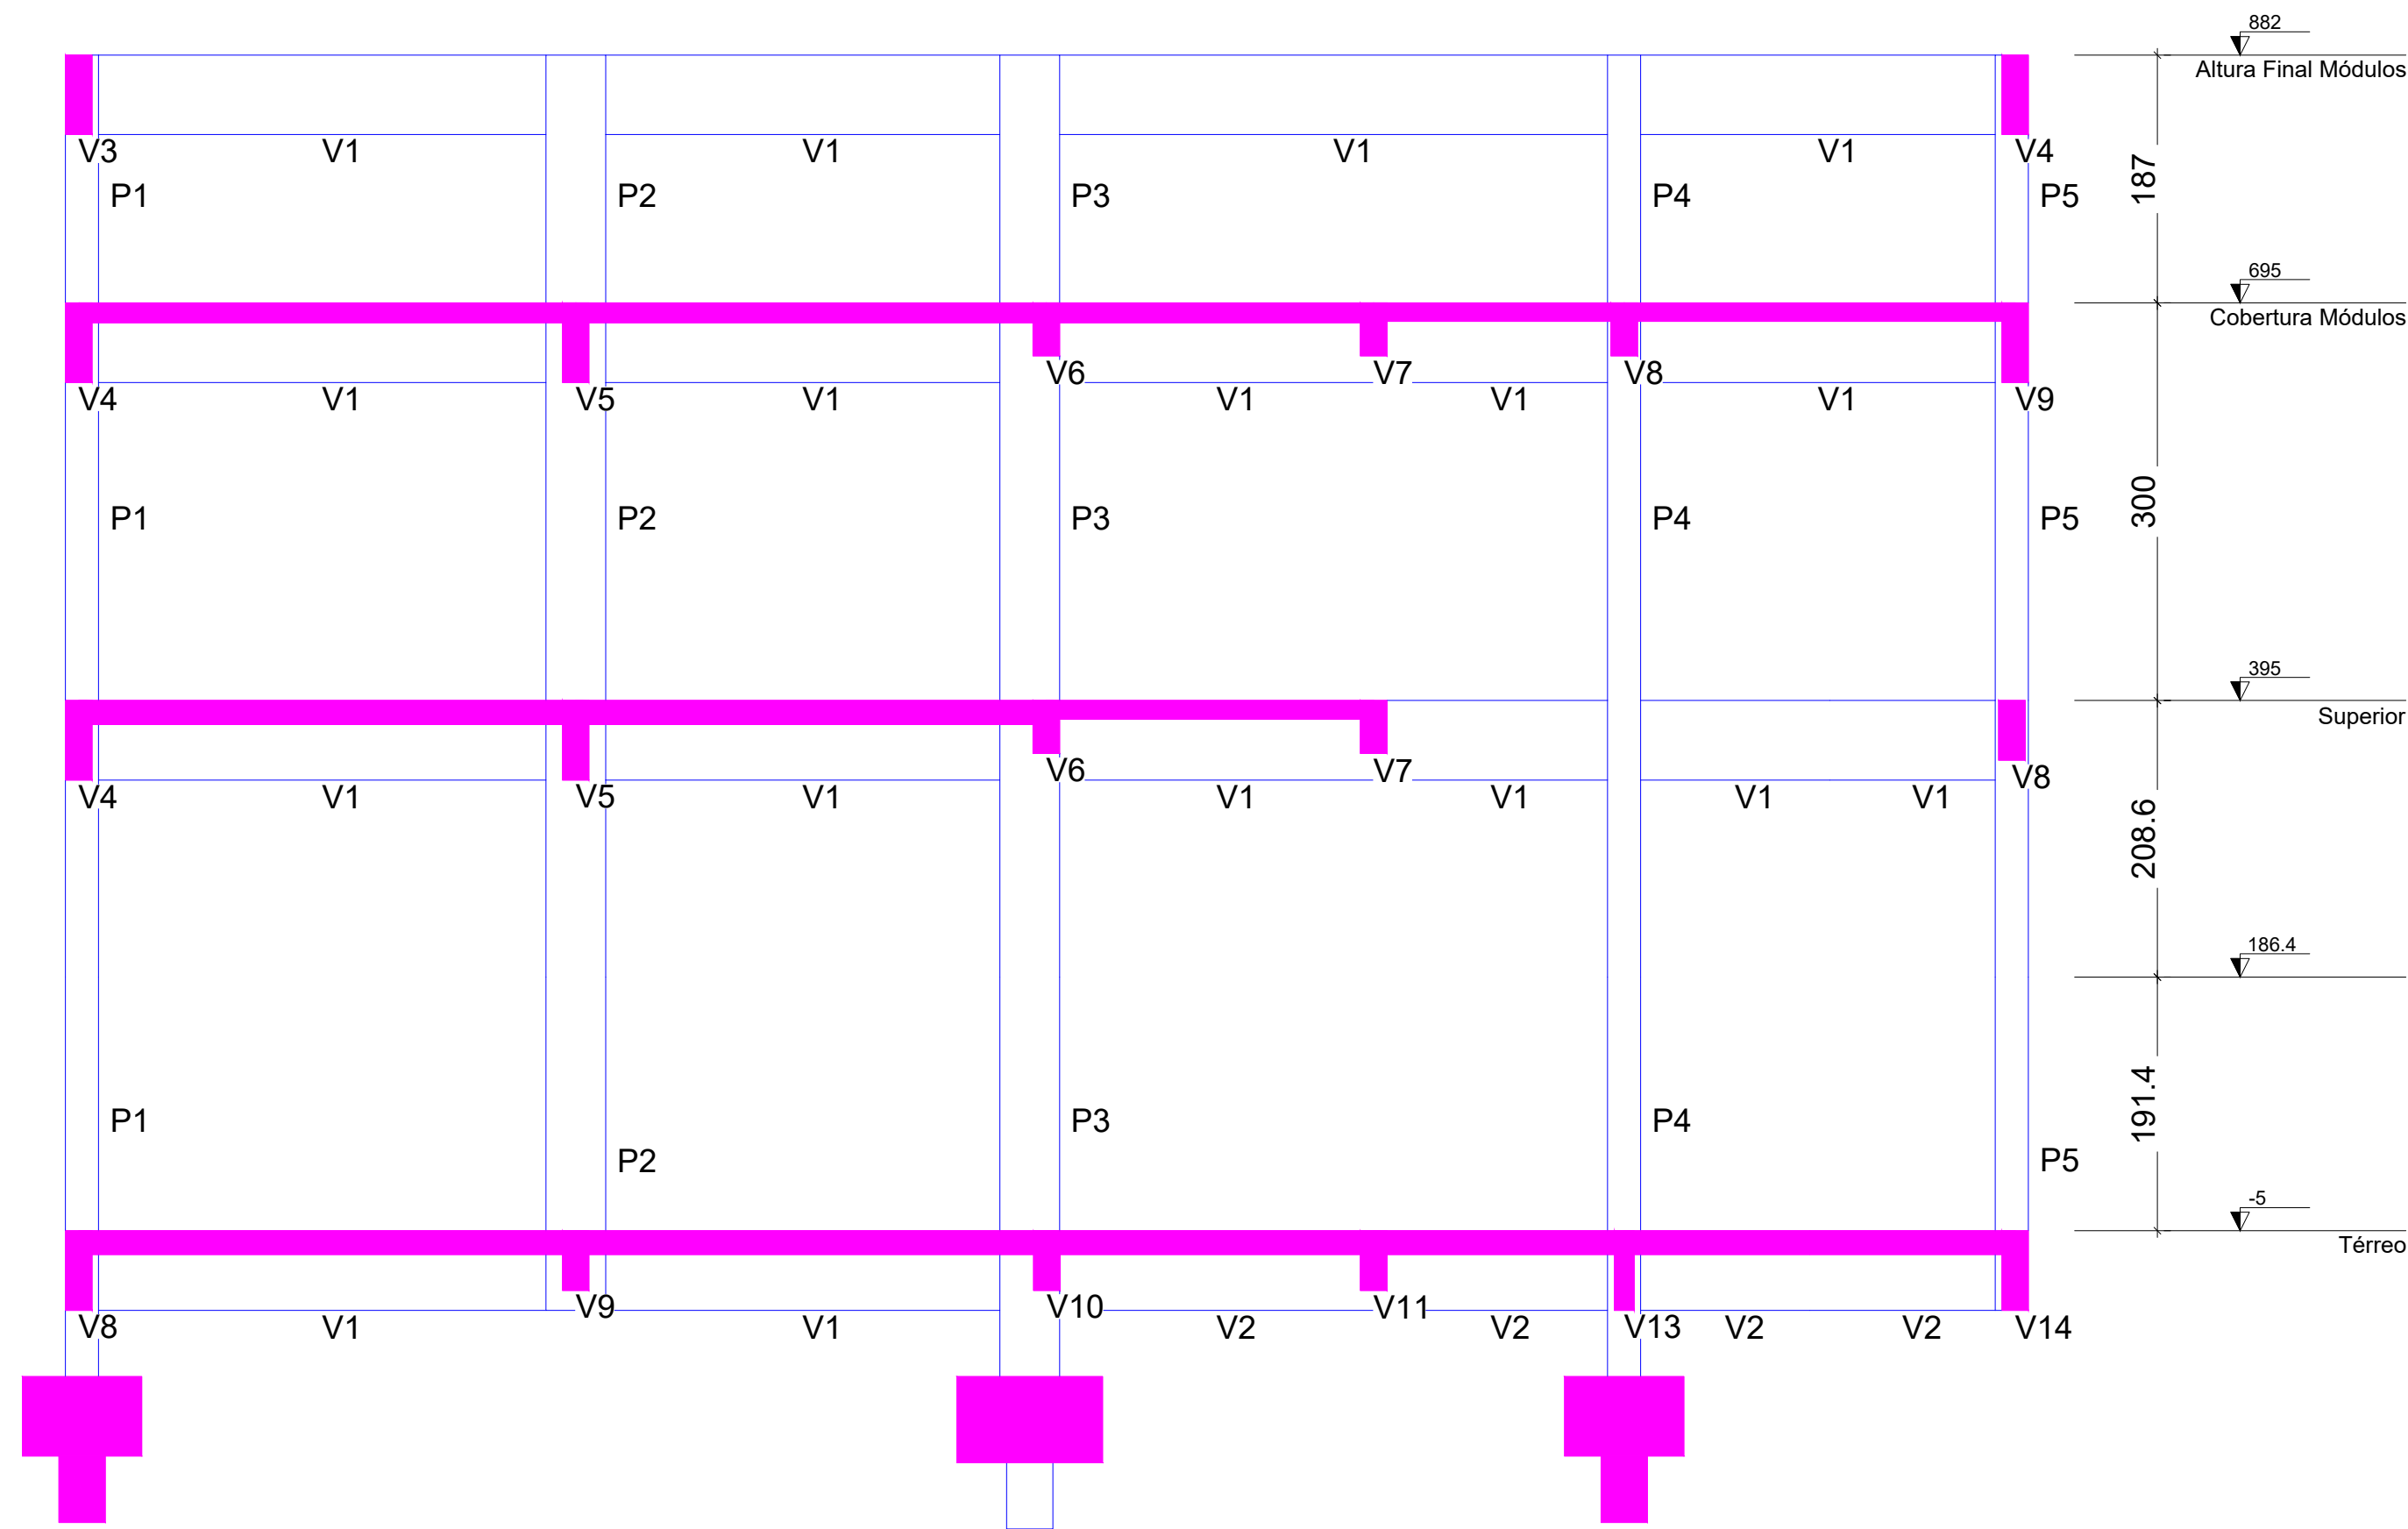 882
Altura Final Módulos
V3 V1 V1 V1 V1 V4
P1 P2 P3 P4 P5
187
695
Cobertura Módulos
V6 V7 V8
V4 V1 V5 V1 V1 V1 V1 V9
P1 P2 P3 P4 P5
300
395
Superior
V6 V7 V8
V4 V1 V5 V1 V1 V1 V1 V1
208.6
186.4
P1 P3 P4
191.4
P2 P5
-5
Térreo
V9 V10 V11
V8 V1 V1 V2 V2 V13 V2 V2 V14